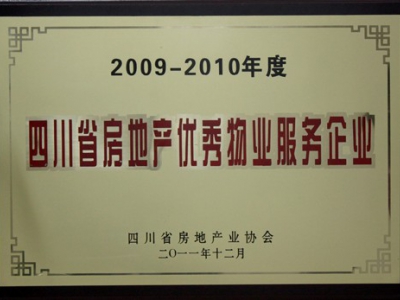 2009-2010年度
四川省房地产优秀物业服务企业
四川省房地产业协会
二〇一一年十二月